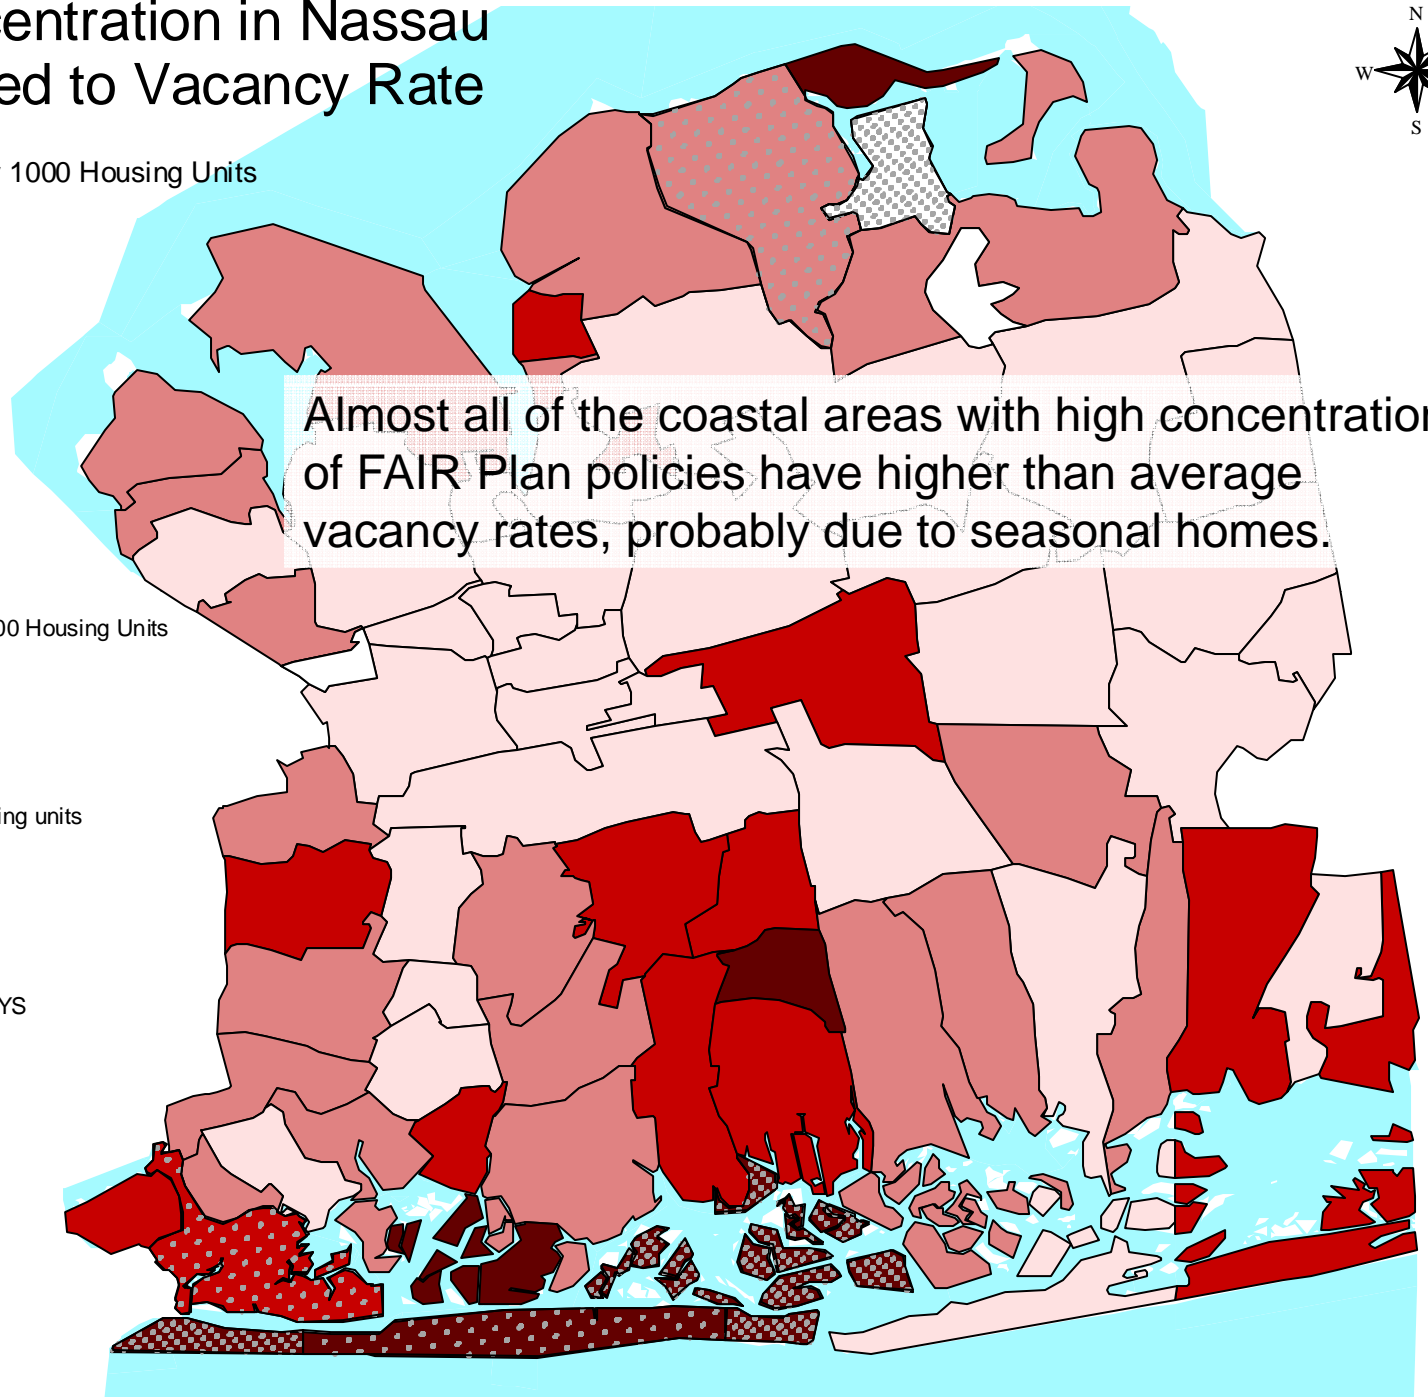 centration in Nassau
ed to Vacancy Rate
1000 Housing Units
N
W
S
Almost all of the coastal areas with high concentration
of FAIR Plan policies have higher than average
vacancy rates, probably due to seasonal homes.
00 Housing Units
ing units
YS